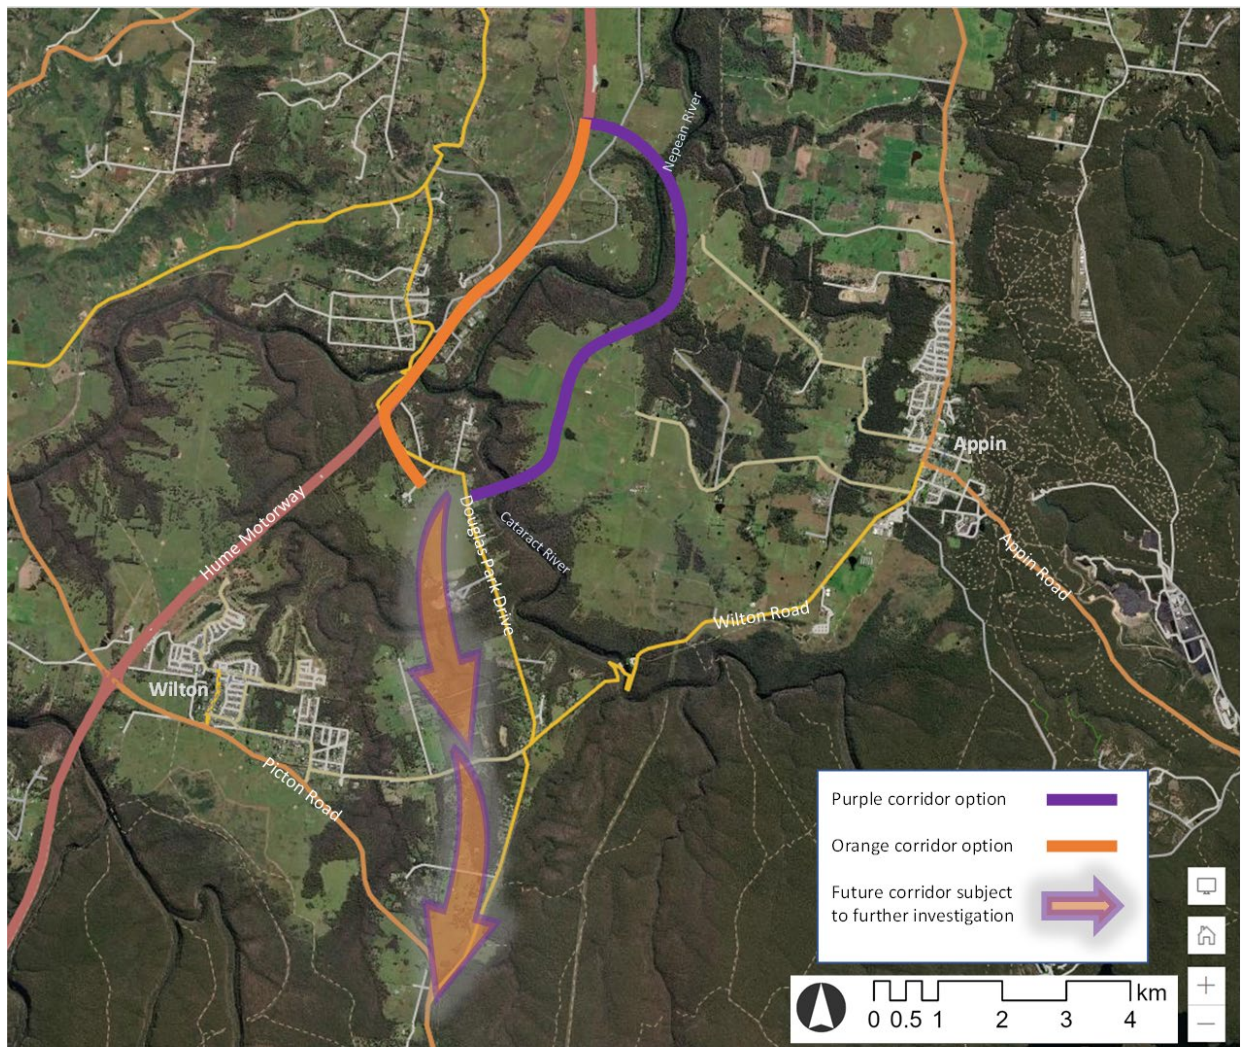 Nepean River
Appin
Hume Motorway
Douglas Park Drive
Cataract River
Appin Road
Wilton Road
Wilton
Picton Road
Purple corridor option
Orange corridor option
Future corridor subject
to further investigation
km
0 0.5 1 2 3 4